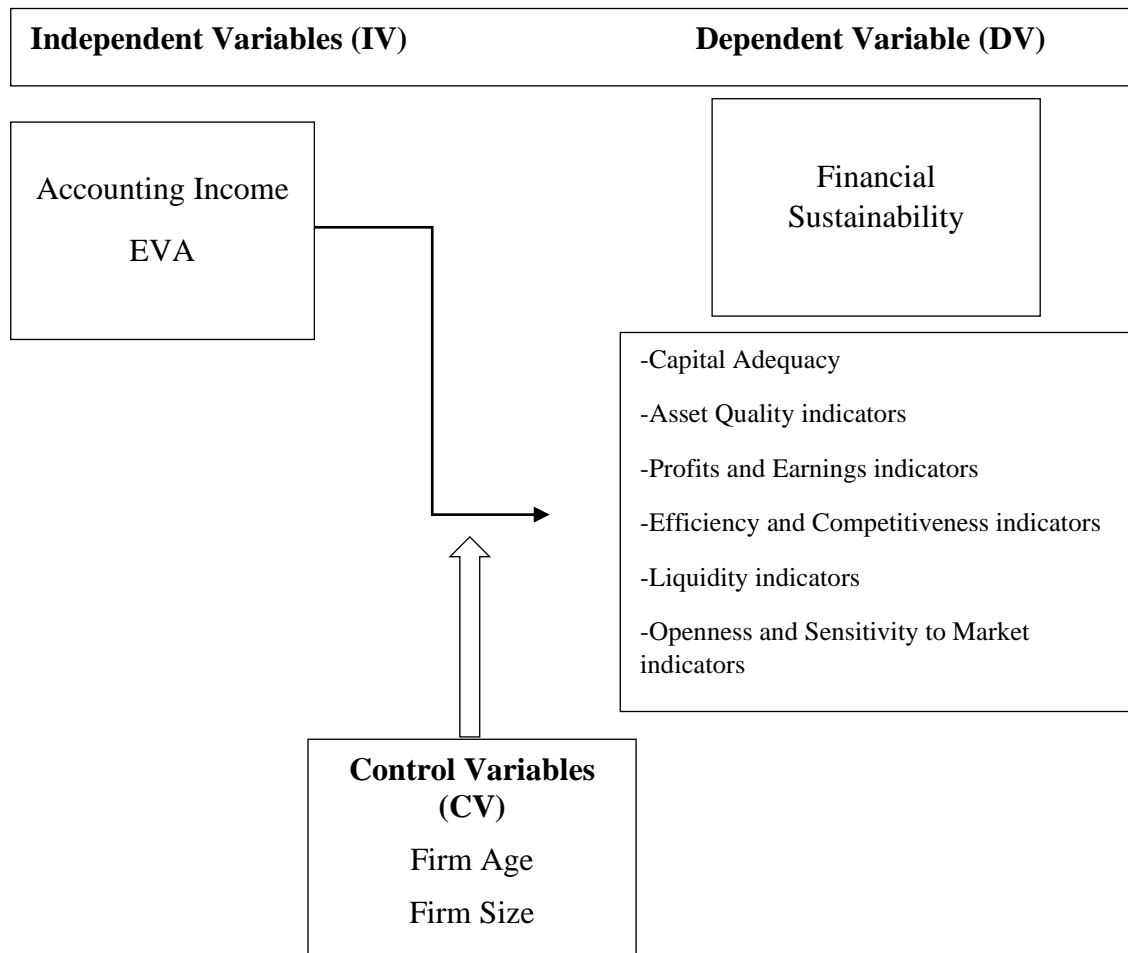 Independent Variables (IV) Dependent Variable (DV)
Accounting Income
EVA
Financial
Sustainability
-Capital Adequacy
-Asset Quality indicators
-Profits and Earnings indicators
-Efficiency and Competitiveness indicators
-Liquidity indicators
-Openness and Sensitivity to Market
indicators
Control Variables
(CV)
Firm Age
Firm Size